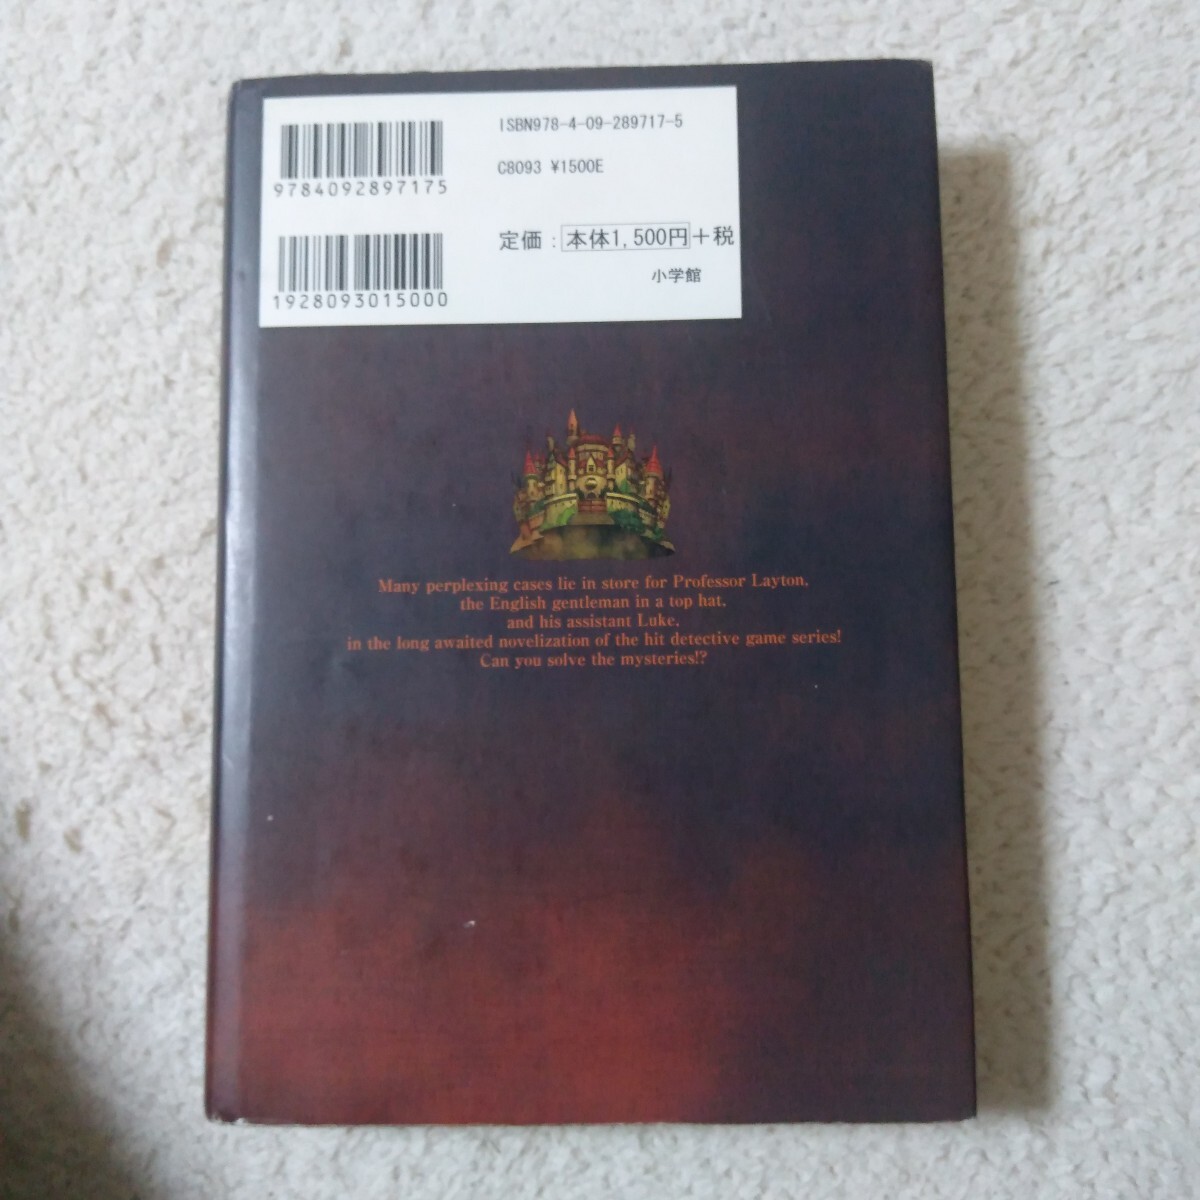 ISBN978-4-09-289717-5
9784092897175
C8093 ¥1500E
定価：本体1,500円＋税
1928093015000
小学館
Many perplexing cases lie in store for Professor Layton,
the English gentleman in a top hat,
and his assistant Luke,
in the long awaited novelization of the hit detective game series!
Can you solve the mysteries!?